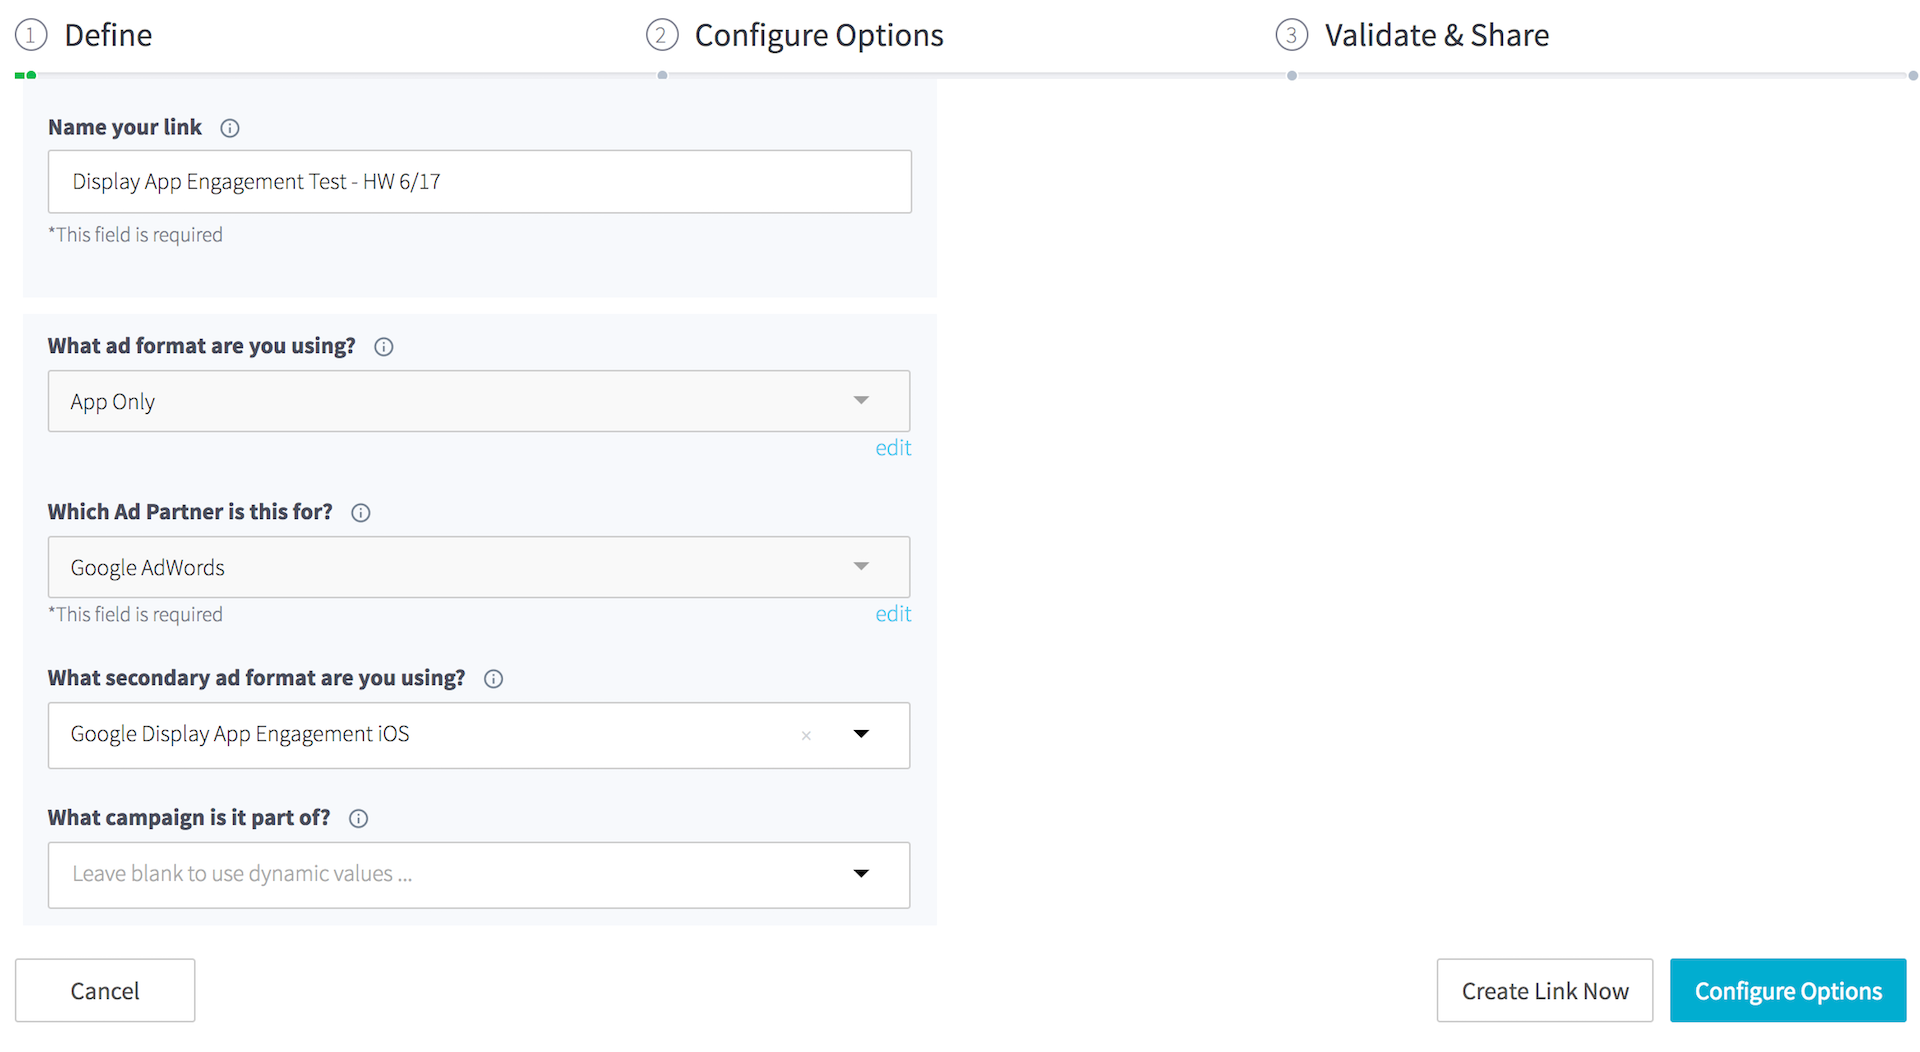 1 Define
2 Configure Options
3 Validate & Share
Name your link
Display App Engagement Test - HW 6/17
*This field is required
What ad format are you using?
App Only
edit
Which Ad Partner is this for?
Google AdWords
*This field is required
edit
What secondary ad format are you using?
Google Display App Engagement iOS
What campaign is it part of?
Leave blank to use dynamic values ...
Cancel
Create Link Now
Configure Options